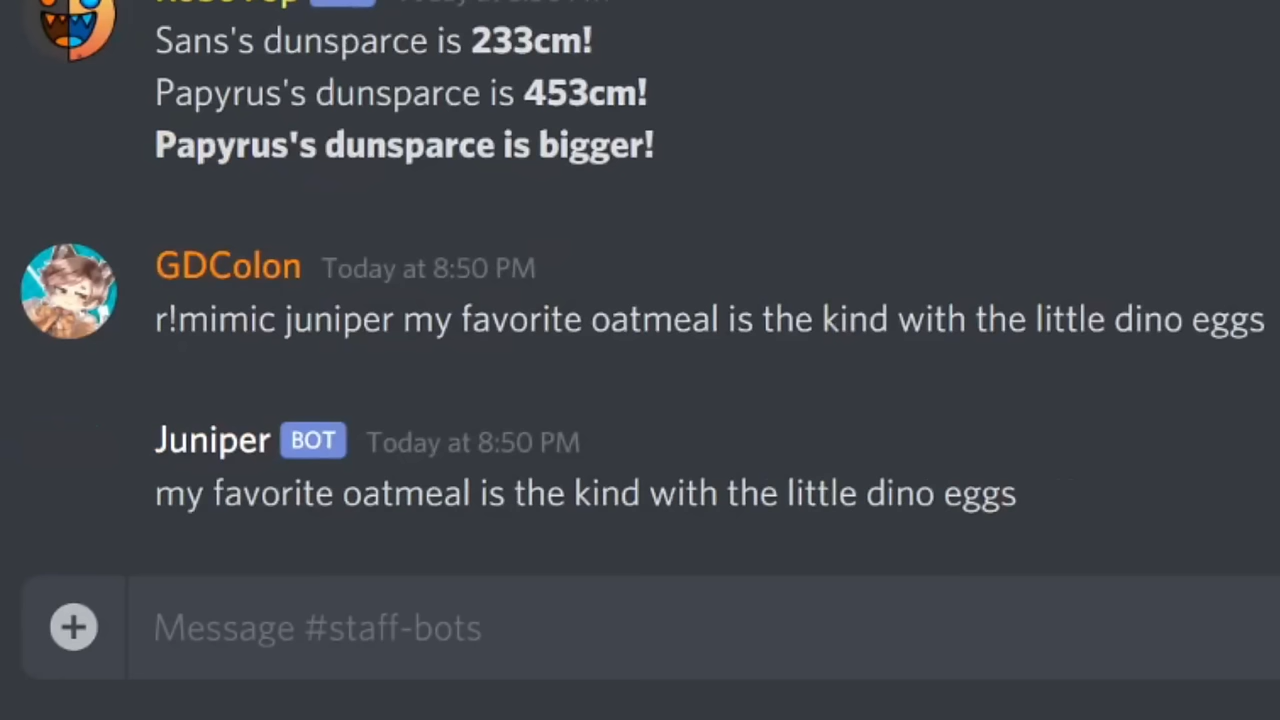 Sans's dunsparce is 233cm!
Papyrus's dunsparce is 453cm!
Papyrus's dunsparce is bigger!
GDColon Today at 8:50 PM
r!mimic juniper my favorite oatmeal is the kind with the little dino eggs
Juniper BOT Today at 8:50 PM
my favorite oatmeal is the kind with the little dino eggs
Message #staff-bots